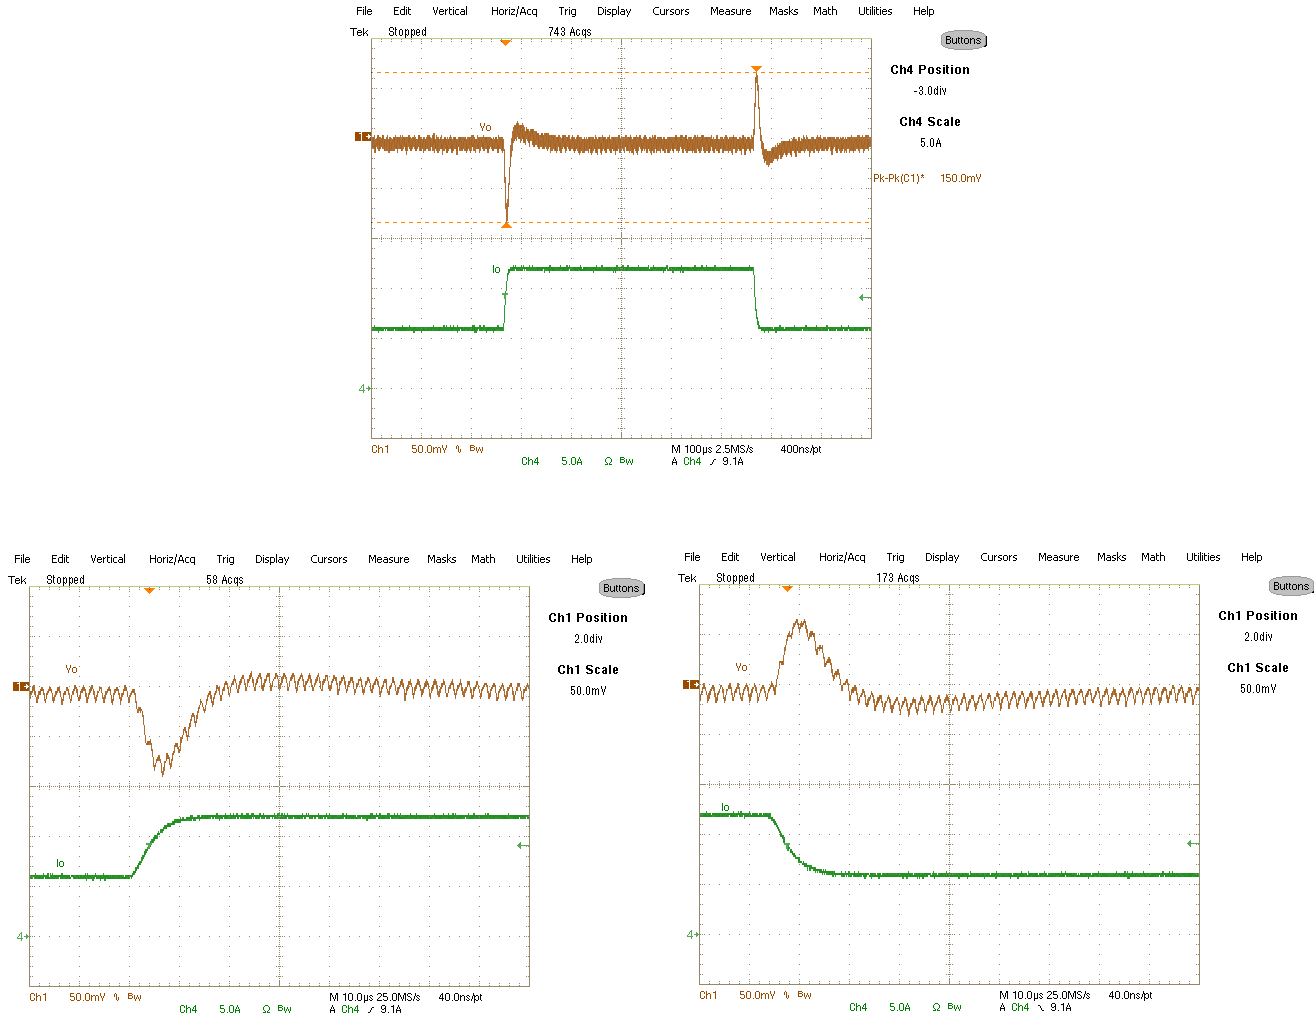 File Edit Vertical Horiz/Acq Trig Display Cursors Measure Masks Math Utilities Help
Tek Stopped 743 Acqs
Buttons
Ch4 Position
-3.0div
Ch4 Scale
5.0A
Pk-Pk(C1)* 150.0mV
Vo
1
Io
4
Ch1 50.0mV % Bw M 100µs 2.5MS/s 400ns/pt
Ch4 5.0A Ω Bw A Ch4 ⌿ 9.1A
File Edit Vertical Horiz/Acq Trig Display Cursors Measure Masks Math Utilities Help
Tek Stopped 58 Acqs
Buttons
Ch1 Position
2.0div
Ch1 Scale
50.0mV
Vo
1
Io
4
Ch1 50.0mV % Bw M 10.0µs 25.0MS/s 40.0ns/pt
Ch4 5.0A Ω Bw A Ch4 ⌿ 9.1A
File Edit Vertical Horiz/Acq Trig Display Cursors Measure Masks Math Utilities Help
Tek Stopped 173 Acqs
Buttons
Ch1 Position
2.0div
Ch1 Scale
50.0mV
Vo
1
Io
4
Ch1 50.0mV % Bw M 10.0µs 25.0MS/s 40.0ns/pt
Ch4 5.0A Ω Bw A Ch4 ⌿ 9.1A